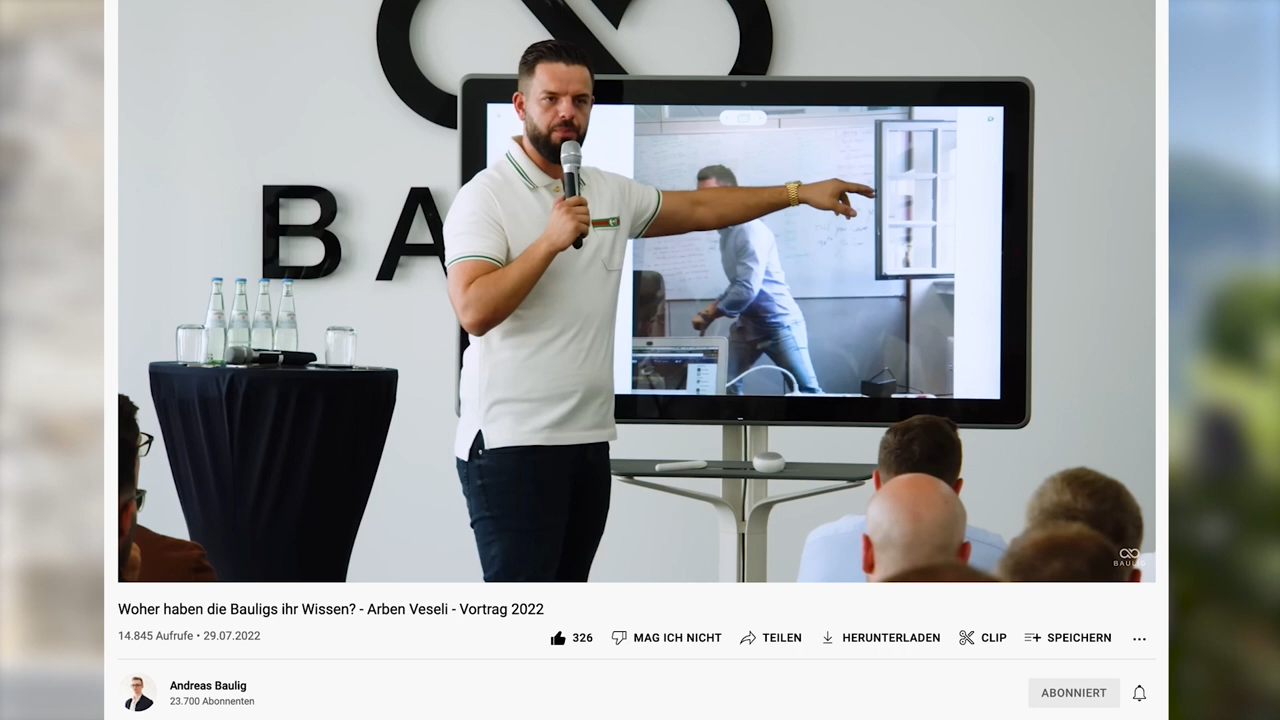 BA
BAULIG
Woher haben die Bauligs ihr Wissen? - Arben Veseli - Vortrag 2022
14.845 Aufrufe • 29.07.2022
326
MAG ICH NICHT
TEILEN
HERUNTERLADEN
CLIP
SPEICHERN
Andreas Baulig
23.700 Abonnenten
ABONNIERT